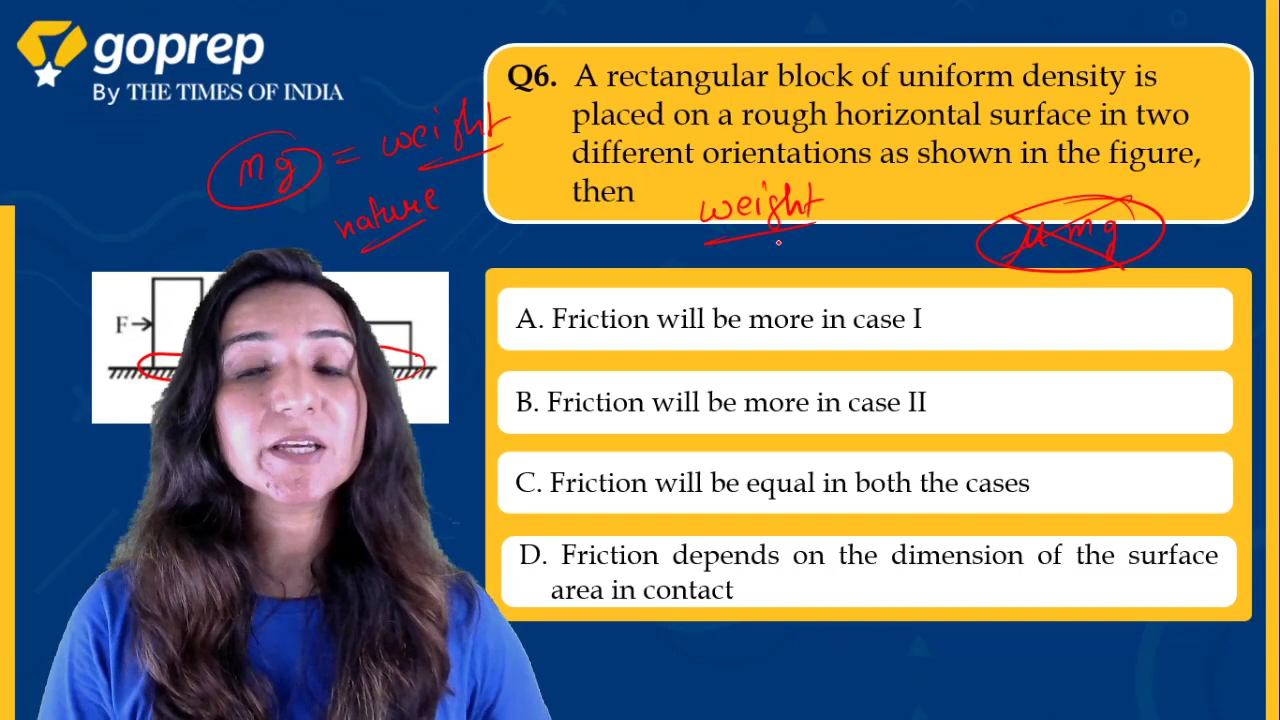 goprep
By THE TIMES OF INDIA
mg = weight
nature
Q6. A rectangular block of uniform density is
placed on a rough horizontal surface in two
different orientations as shown in the figure,
then
weight
μ mg
F
A. Friction will be more in case I
B. Friction will be more in case II
C. Friction will be equal in both the cases
D. Friction depends on the dimension of the surface
area in contact